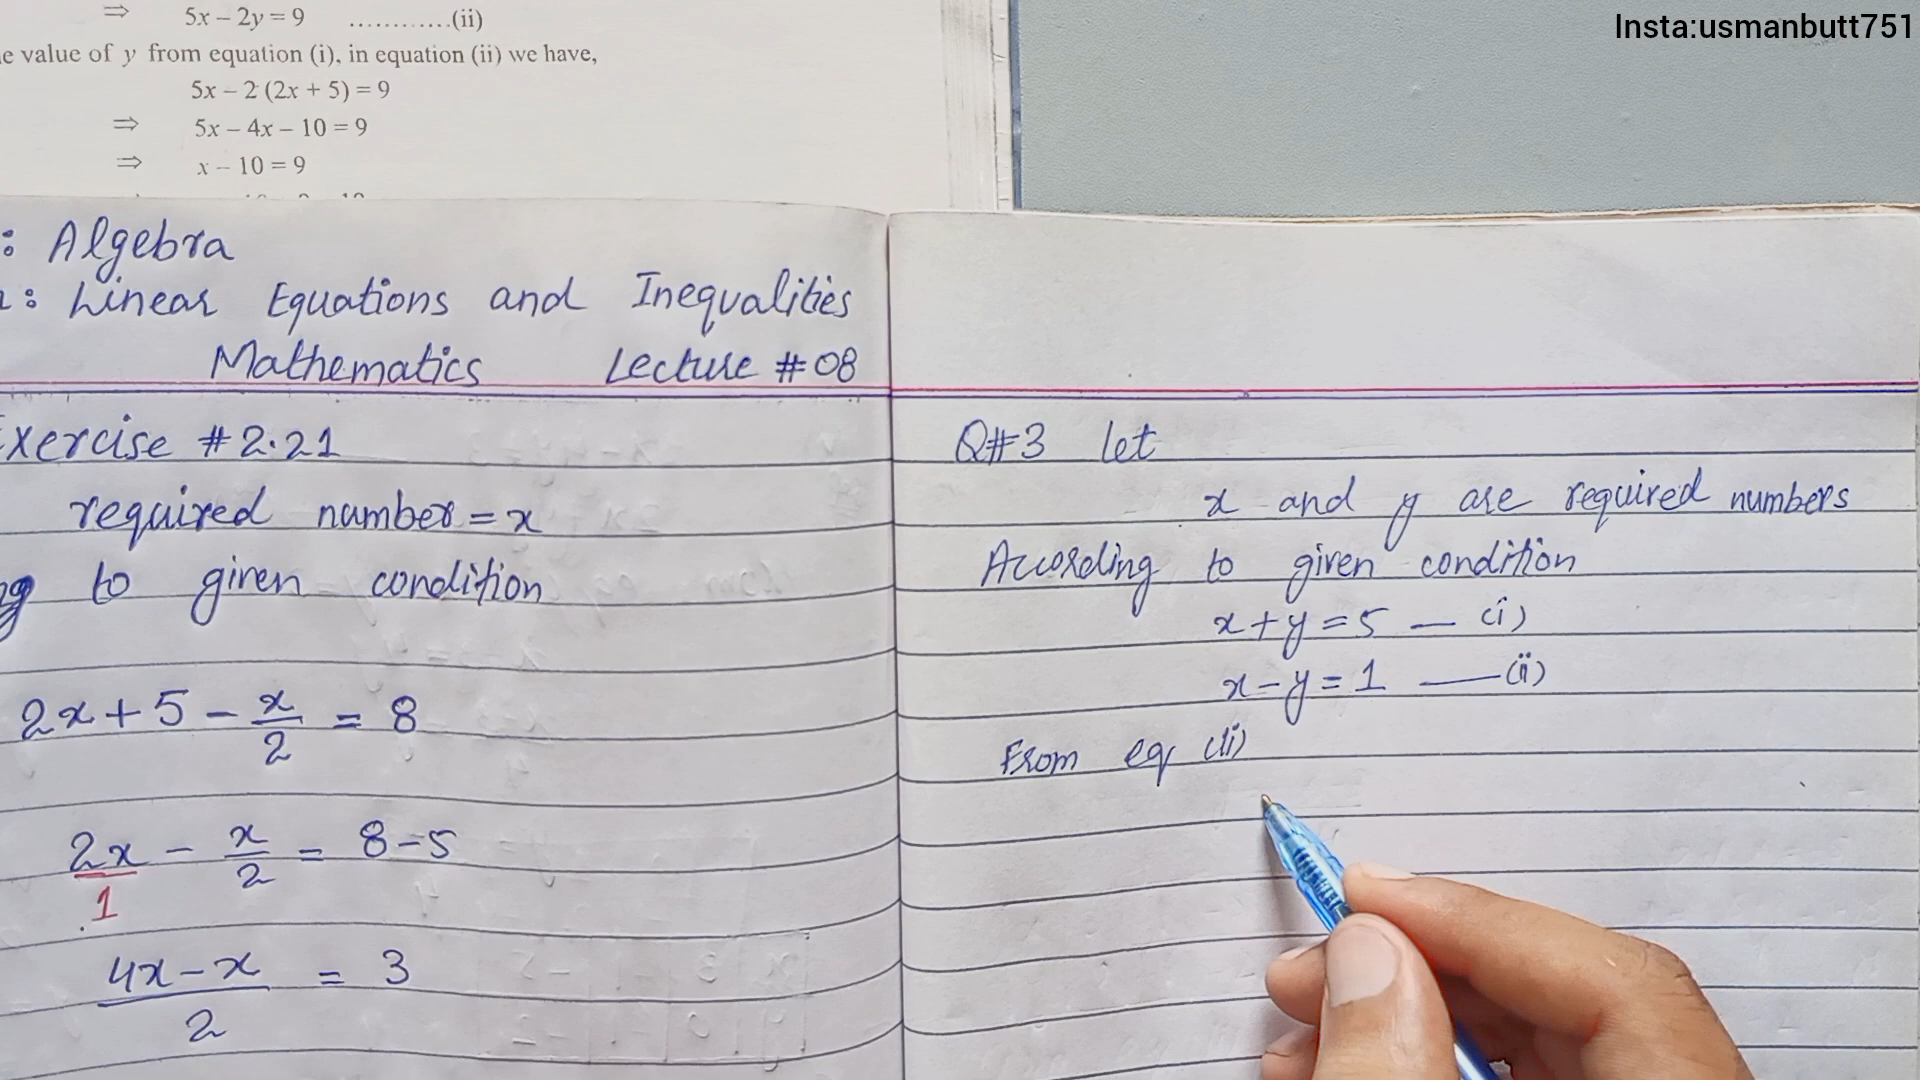 Insta:usmanbutt751
⇒ 5x – 2y = 9 ............(ii)
value of y from equation (i), in equation (ii) we have,
5x – 2 (2x + 5) = 9
⇒ 5x – 4x – 10 = 9
⇒ x – 10 = 9
: Algebra
: Linear Equations and Inequalities
Mathematics Lecture #08
Exercise #2.21
required number = x
to given condition
2x + 5 - x/2 = 8
2x/1 - x/2 = 8-5
4x-x/2 = 3
Q#3 let
x and y are required numbers
According to given condition
x+y = 5 — (i)
x-y = 1 — (ii)
From eq (ii)